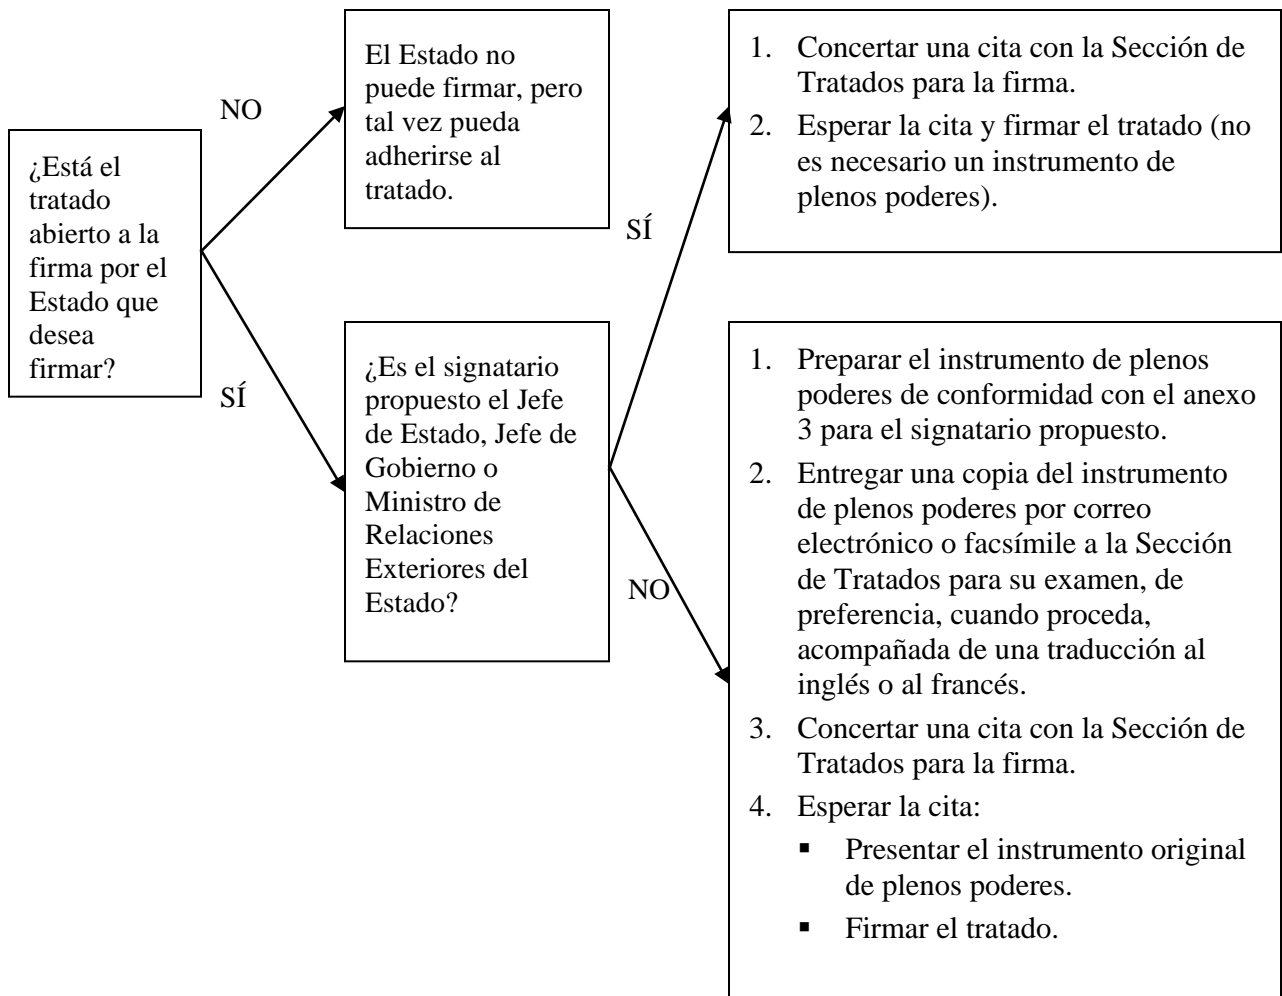 ¿Está el
tratado
abierto a la
firma por el
Estado que
desea
firmar?
NO
El Estado no
puede firmar, pero
tal vez pueda
adherirse al
tratado.
SÍ
¿Es el signatario
propuesto el Jefe
de Estado, Jefe de
Gobierno o
Ministro de
Relaciones
Exteriores del
Estado?
SÍ
1. Concertar una cita con la Sección de
Tratados para la firma.
2. Esperar la cita y firmar el tratado (no
es necesario un instrumento de
plenos poderes).
NO
1. Preparar el instrumento de plenos
poderes de conformidad con el anexo
3 para el signatario propuesto.
2. Entregar una copia del instrumento
de plenos poderes por correo
electrónico o facsímile a la Sección
de Tratados para su examen, de
preferencia, cuando proceda,
acompañada de una traducción al
inglés o al francés.
3. Concertar una cita con la Sección de
Tratados para la firma.
4. Esperar la cita:
▪ Presentar el instrumento original
de plenos poderes.
▪ Firmar el tratado.